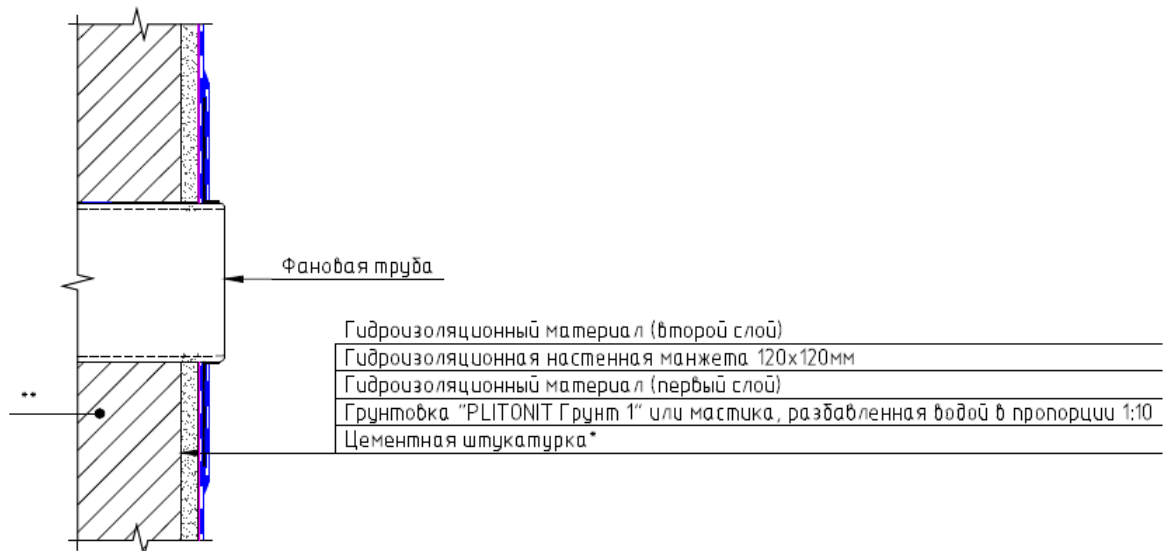 Фановая труба
Гидроизоляционный материал (второй слой)
Гидроизоляционная настенная манжета 120х120мм
Гидроизоляционный материал (первый слой)
Грунтовка "PLITONIT Грунт 1" или мастика, разбавленная водой в пропорции 1:10
**
Цементная штукатурка*